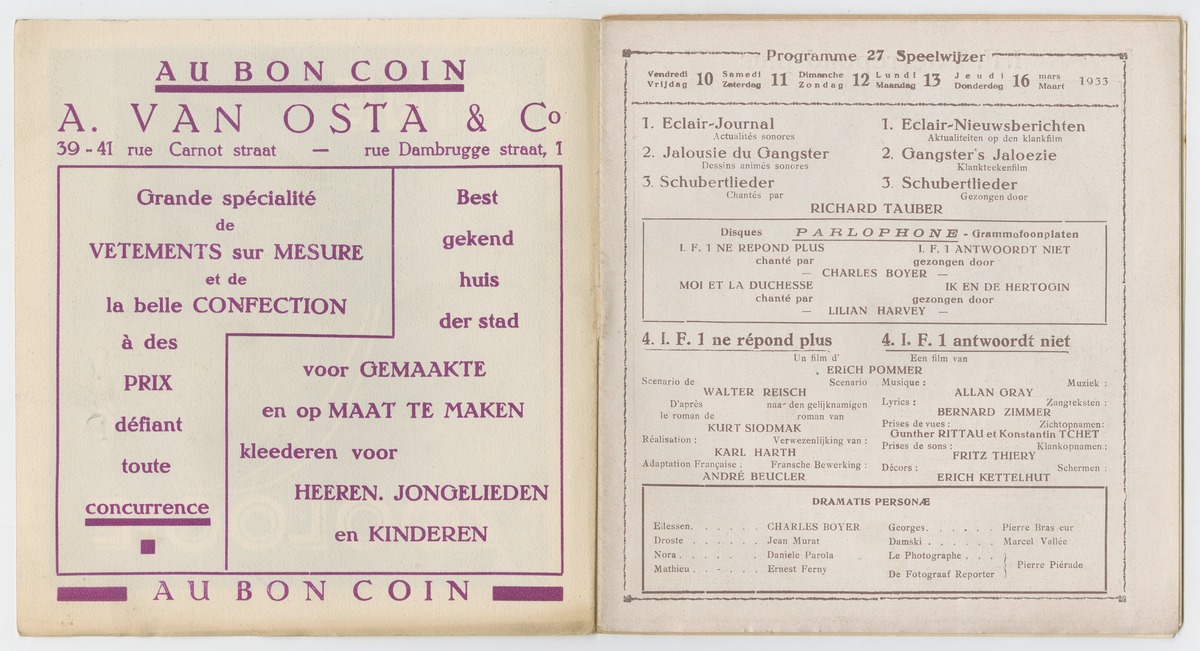 AU BON COIN
A. VAN OSTA & Co
39-41 rue Carnot straat — rue Dambrugge straat, 1
Grande spécialité
de
VETEMENTS sur MESURE
et de
la belle CONFECTION
à des
PRIX
défiant
toute
concurrence
Best
gekend
huis
der stad
voor GEMAAKTE
en op MAAT TE MAKEN
kleederen voor
HEEREN. JONGELIEDEN
en KINDEREN
AU BON COIN
Programme 27 Speelwijzer
Vendredi 10 Samedi 11 Dimanche 12 Lundi 13 Jeudi 16 mars 1933
Vrijdag Zaterdag Zondag Maandag Donderdag Maart
1. Eclair-Journal 1. Eclair-Nieuwsberichten
Actualités sonores Aktualiteiten op den klankfilm
2. Jalousie du Gangster 2. Gangster's Jaloezie
Dessins animés sonores Klankteekenfilm
3. Schubertlieder 3. Schubertlieder
Chantés par Gezongen door
RICHARD TAUBER
Disques PARLOPHONE - Grammofoonplaten
I. F. 1 NE REPOND PLUS I. F. 1 ANTWOORDT NIET
chanté par gezongen door
— CHARLES BOYER —
MOI ET LA DUCHESSE IK EN DE HERTOGIN
chanté par gezongen door
— LILIAN HARVEY —
4. I. F. 1 ne répond plus 4. I. F. 1 antwoordt niet
Un film d' Een film van
ERICH POMMER
Scenario de Scenario
WALTER REISCH
D'après naar den gelijknamigen
le roman de roman van
KURT SIODMAK
Réalisation : Verwezenlijking van :
KARL HARTH
Adaptation Française : Fransche Bewerking :
ANDRÉ BEUCLER
Musique : Muziek :
ALLAN GRAY
Lyrics : Zangteksten :
BERNARD ZIMMER
Prises de vues : Zichtopnamen:
Gunther RITTAU et Konstantin TCHET
Prises de sons : Klankopnamen :
FRITZ THIERY
Décors : Schermen :
ERICH KETTELHUT
DRAMATIS PERSONÆ
Ellessen. . . . . . CHARLES BOYER
Droste . . . . . . Jean Murat
Nora . . . . . . Daniele Parola
Mathieu . . . . . . Ernest Ferny
Georges. . . . . . Pierre Bras eur
Damski . . . . . . Marcel Vallée
Le Photographe . . .
De Fotograaf Reporter } Pierre Piérade